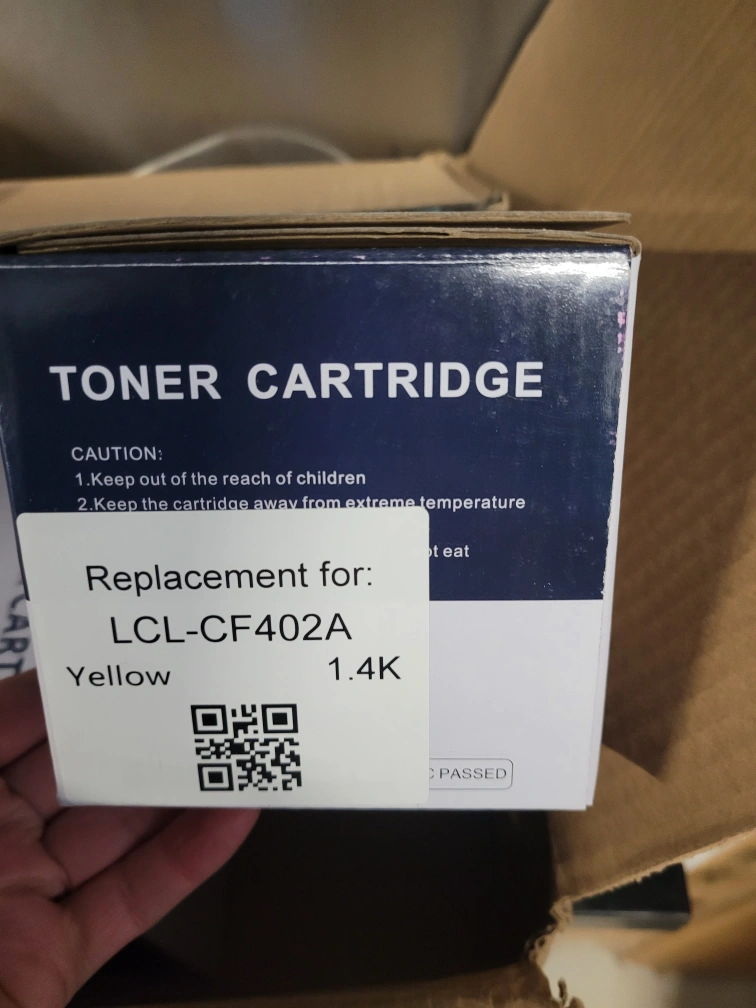 TONER CARTRIDGE
CAUTION:
1.Keep out of the reach of children
2.Keep the cartridge away from extreme temperature
eat
Replacement for:
LCL-CF402A
Yellow 1.4K
PASSED
CART